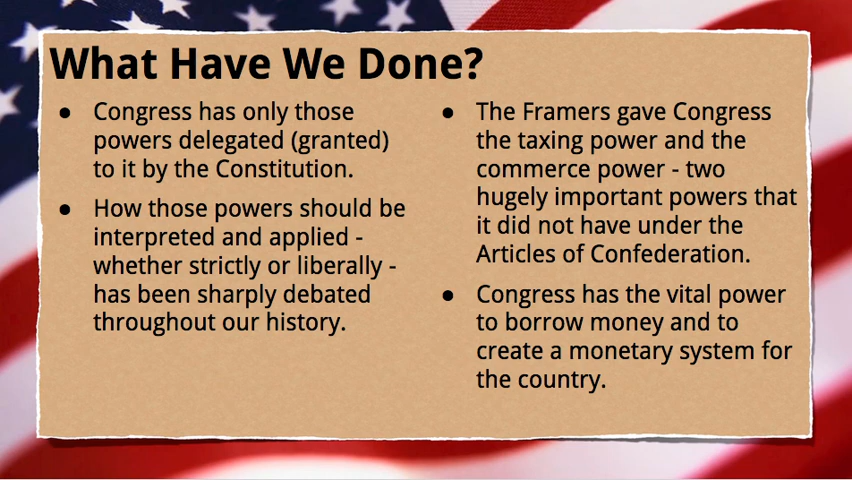 What Have We Done?
● Congress has only those
powers delegated (granted)
to it by the Constitution.
● How those powers should be
interpreted and applied -
whether strictly or liberally -
has been sharply debated
throughout our history.
● The Framers gave Congress
the taxing power and the
commerce power - two
hugely important powers that
it did not have under the
Articles of Confederation.
● Congress has the vital power
to borrow money and to
create a monetary system for
the country.